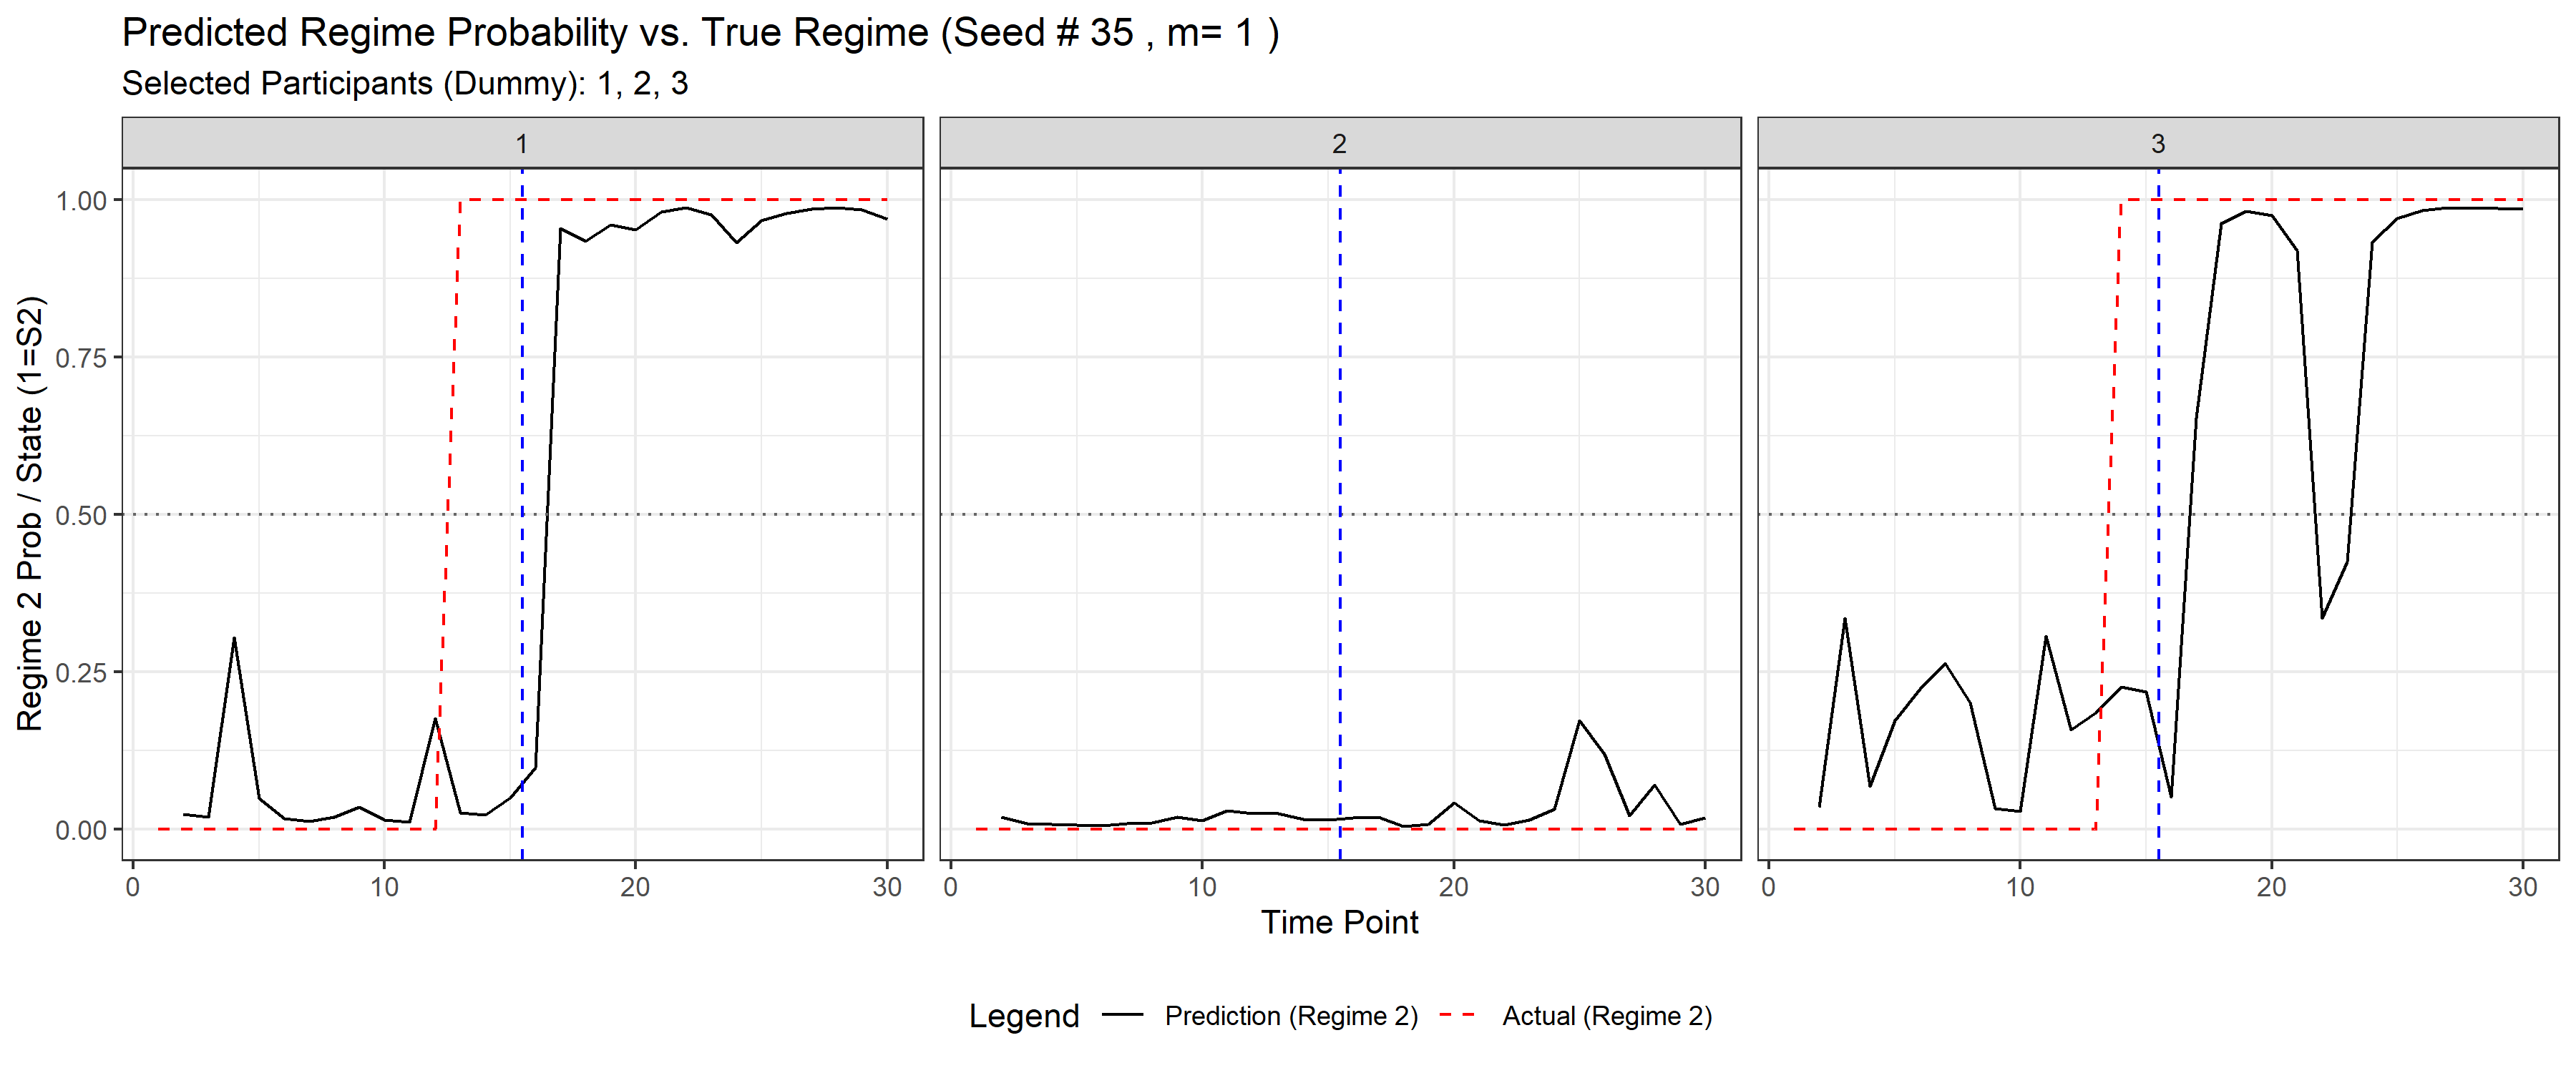 Predicted Regime Probability vs. True Regime (Seed # 35 , m= 1 )
Selected Participants (Dummy): 1, 2, 3
1
2
3
Regime 2 Prob / State (1=S2)
1.00
0.75
0.50
0.25
0.00
0 10 20 30
0 10 20 30
0 10 20 30
Time Point
Legend Prediction (Regime 2) Actual (Regime 2)